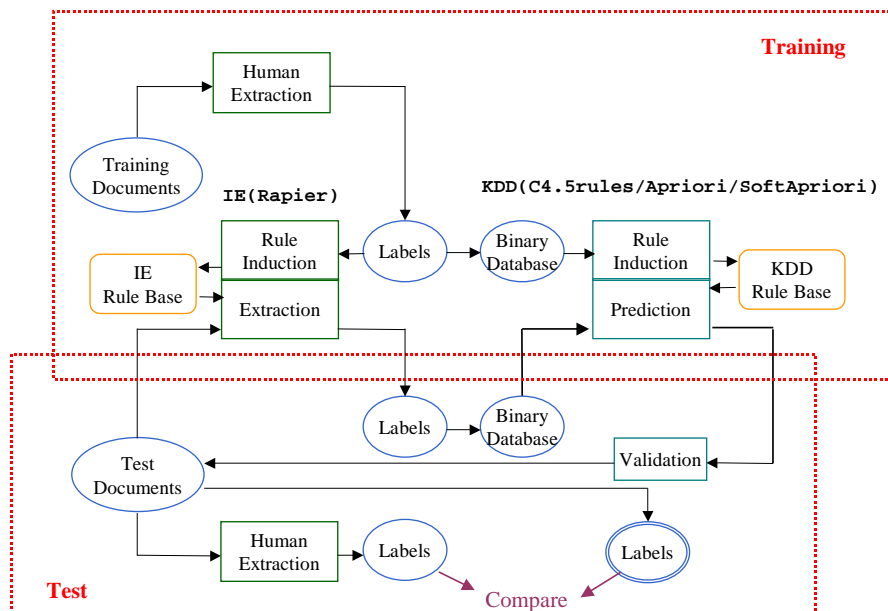 Training
Human
Extraction
Training
Documents
IE(Rapier)
KDD(C4.5rules/Apriori/SoftApriori)
Rule
Induction
Labels
Binary
Database
Rule
Induction
IE
Rule Base
KDD
Rule Base
Extraction
Prediction
Labels
Binary
Database
Test
Documents
Validation
Human
Extraction
Labels
Labels
Test
Compare